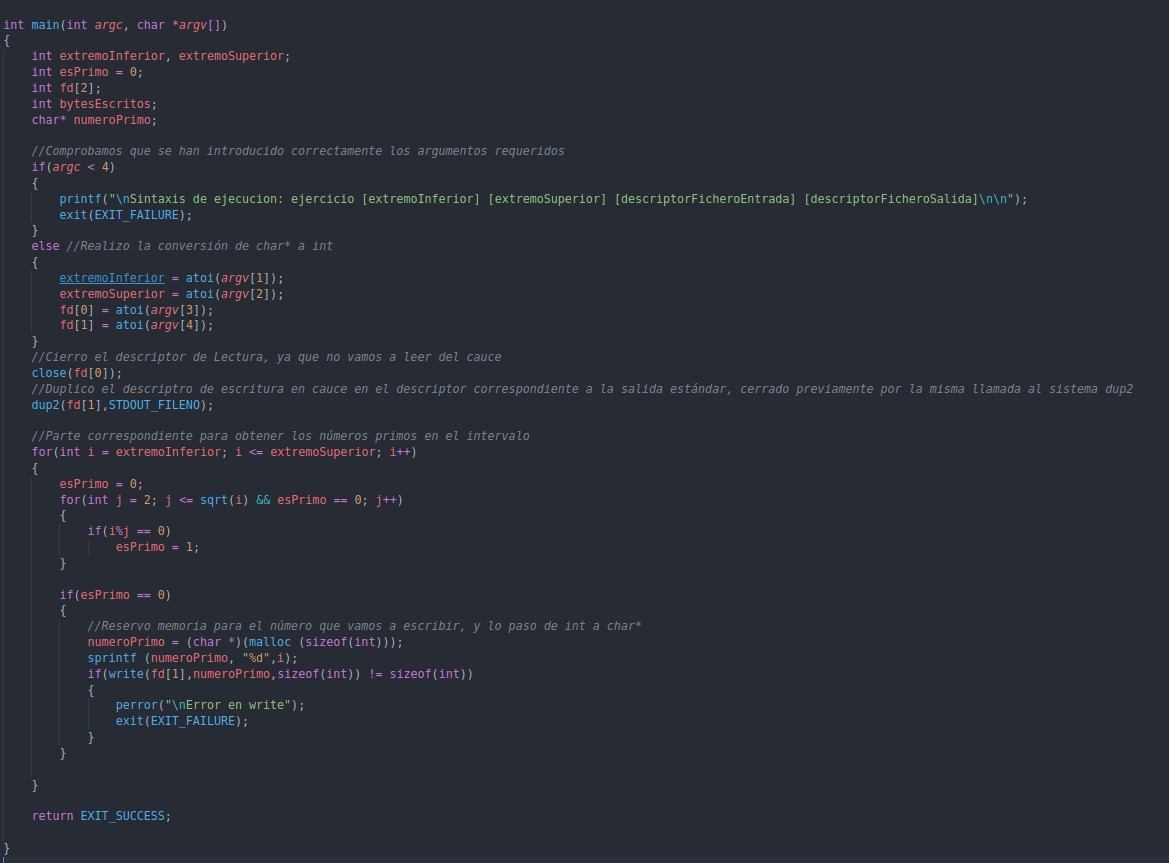 int main(int argc, char *argv[])
{
    int extremoInferior, extremoSuperior;
    int esPrimo = 0;
    int fd[2];
    int bytesEscritos;
    char* numeroPrimo;

    //Comprobamos que se han introducido correctamente los argumentos requeridos
    if(argc < 4)
    {
        printf("\nSintaxis de ejecucion: ejercicio [extremoInferior] [extremoSuperior] [descriptorFicheroEntrada] [descriptorFicheroSalida]\n\n");
        exit(EXIT_FAILURE);
    }
    else //Realizo la conversión de char* a int
    {
        extremoInferior = atoi(argv[1]);
        extremoSuperior = atoi(argv[2]);
        fd[0] = atoi(argv[3]);
        fd[1] = atoi(argv[4]);
    }
    //Cierro el descriptor de Lectura, ya que no vamos a leer del cauce
    close(fd[0]);
    //Duplico el descriptro de escritura en cauce en el descriptor correspondiente a la salida estándar, cerrado previamente por la misma llamada al sistema dup2
    dup2(fd[1],STDOUT_FILENO);

    //Parte correspondiente para obtener los números primos en el intervalo
    for(int i = extremoInferior; i <= extremoSuperior; i++)
    {
        esPrimo = 0;
        for(int j = 2; j <= sqrt(i) && esPrimo == 0; j++)
        {
            if(i%j == 0)
                esPrimo = 1;
        }

        if(esPrimo == 0)
        {
            //Reservo memoria para el número que vamos a escribir, y lo paso de int a char*
            numeroPrimo = (char *)(malloc (sizeof(int)));
            sprintf (numeroPrimo, "%d",i);
            if(write(fd[1],numeroPrimo,sizeof(int)) != sizeof(int))
            {
                perror("\nError en write");
                exit(EXIT_FAILURE);
            }
        }

    }

    return EXIT_SUCCESS;

}